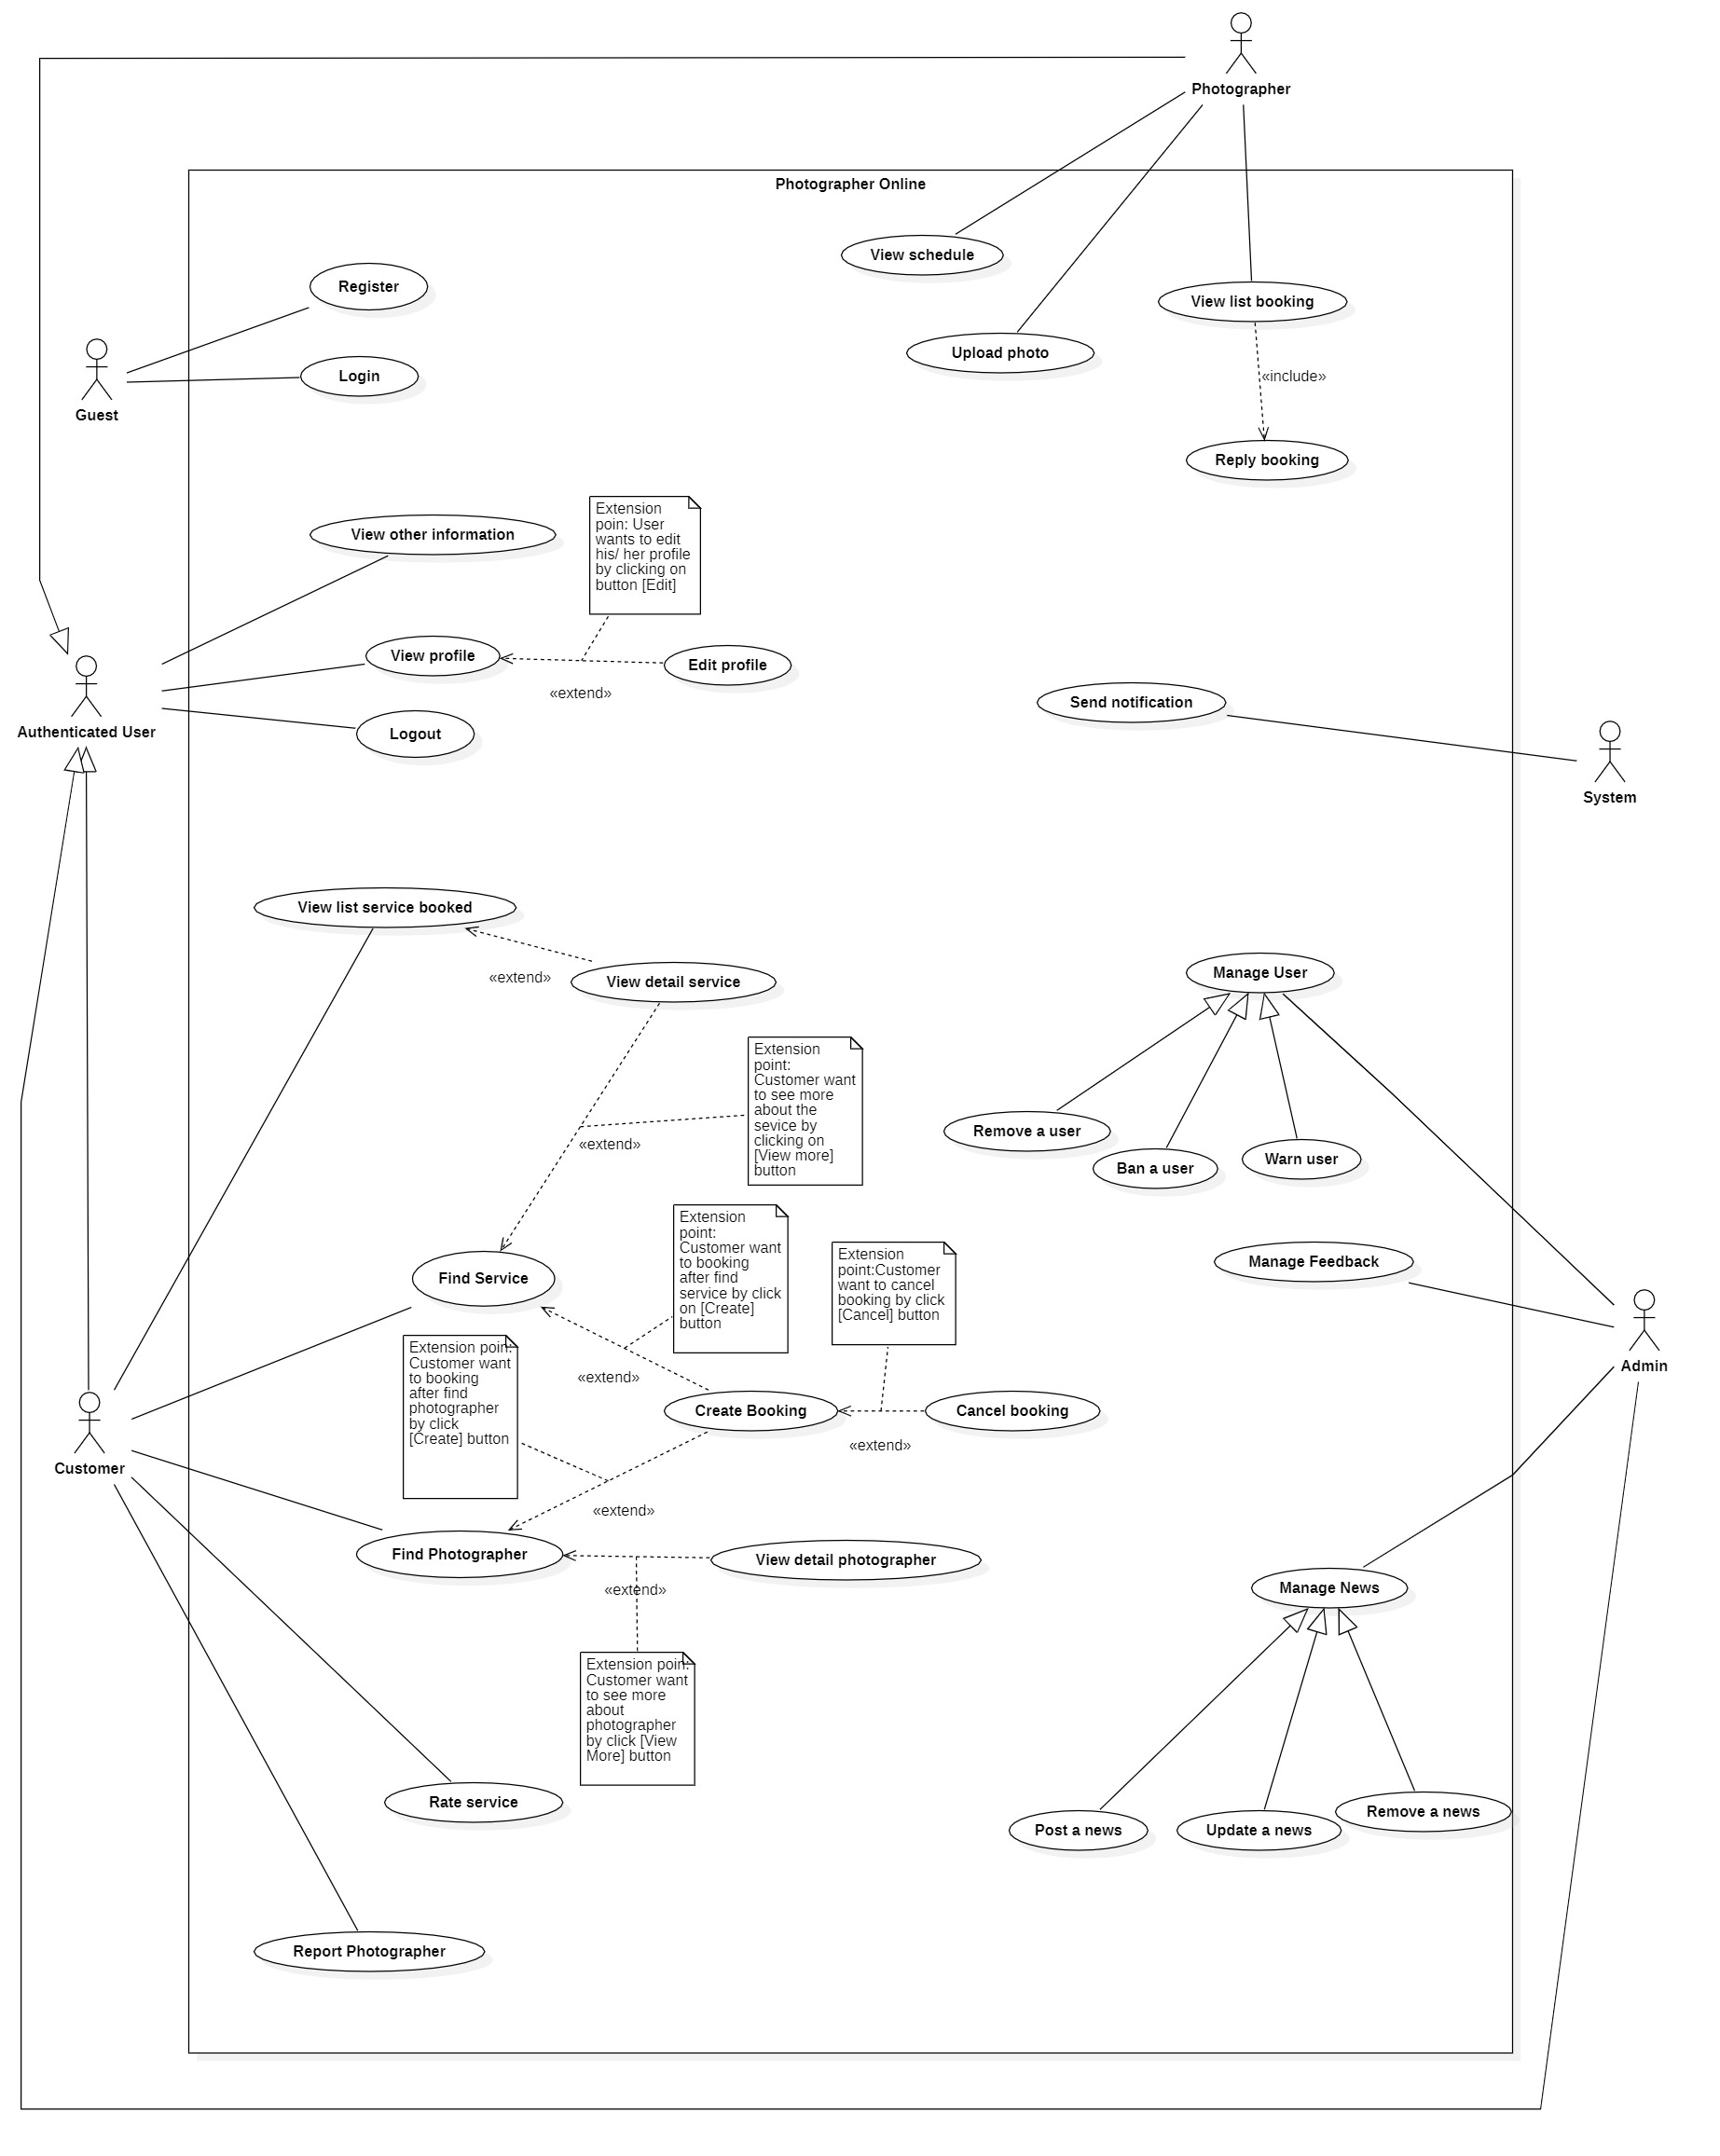 Photographer
Photographer Online
View schedule
Register
View list booking
Upload photo
Login
«include»
Guest
Reply booking
Extension
poin: User
wants to edit
his/ her profile
by clicking on
button [Edit]
View other information
View profile
Edit profile
«extend»
Send notification
Authenticated User
Logout
System
View list service booked
«extend»
View detail service
Manage User
Extension
point:
Customer want
to see more
about the
sevice by
clicking on
[View more]
button
«extend»
Remove a user
Ban a user
Warn user
Extension
point:
Customer want
to booking
after find
service by click
on [Create]
button
Extension
point:Customer
want to cancel
booking by click
[Cancel] button
Manage Feedback
Find Service
Extension poin:
Customer want
to booking
after find
photographer
by click
[Create] button
Admin
«extend»
Create Booking
Cancel booking
«extend»
Customer
«extend»
Find Photographer
View detail photographer
«extend»
Manage News
Extension poin:
Customer want
to see more
about
photographer
by click [View
More] button
Rate service
Post a news
Update a news
Remove a news
Report Photographer